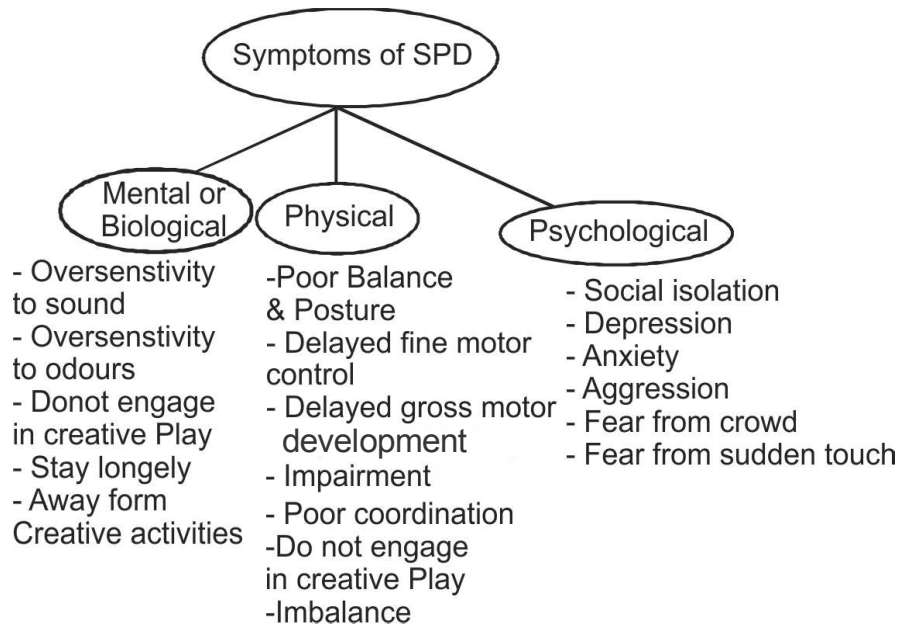 Symptoms of SPD
Mental or
Biological
- Oversenstivity
to sound
- Oversenstivity
to odours
- Donot engage
in creative Play
- Stay longely
- Away form
Creative activities
Physical
-Poor Balance
& Posture
- Delayed fine motor
control
- Delayed gross motor
development
- Impairment
- Poor coordination
-Do not engage
in creative Play
-Imbalance
Psychological
- Social isolation
- Depression
- Anxiety
- Aggression
- Fear from crowd
- Fear from sudden touch